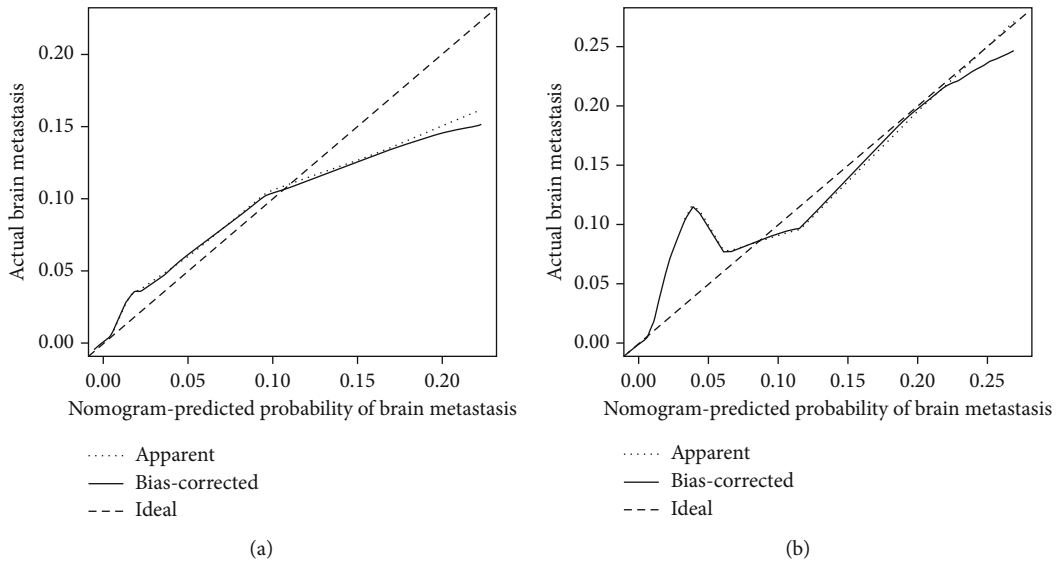 0.20
0.15
0.10
0.05
0.00
Actual brain metastasis
0.00 0.05 0.10 0.15 0.20
Nomogram-predicted probability of brain metastasis
Apparent
Bias-corrected
Ideal
(a)
0.25
0.20
0.15
0.10
0.05
0.00
Actual brain metastasis
0.00 0.05 0.10 0.15 0.20 0.25
Nomogram-predicted probability of brain metastasis
Apparent
Bias-corrected
Ideal
(b)